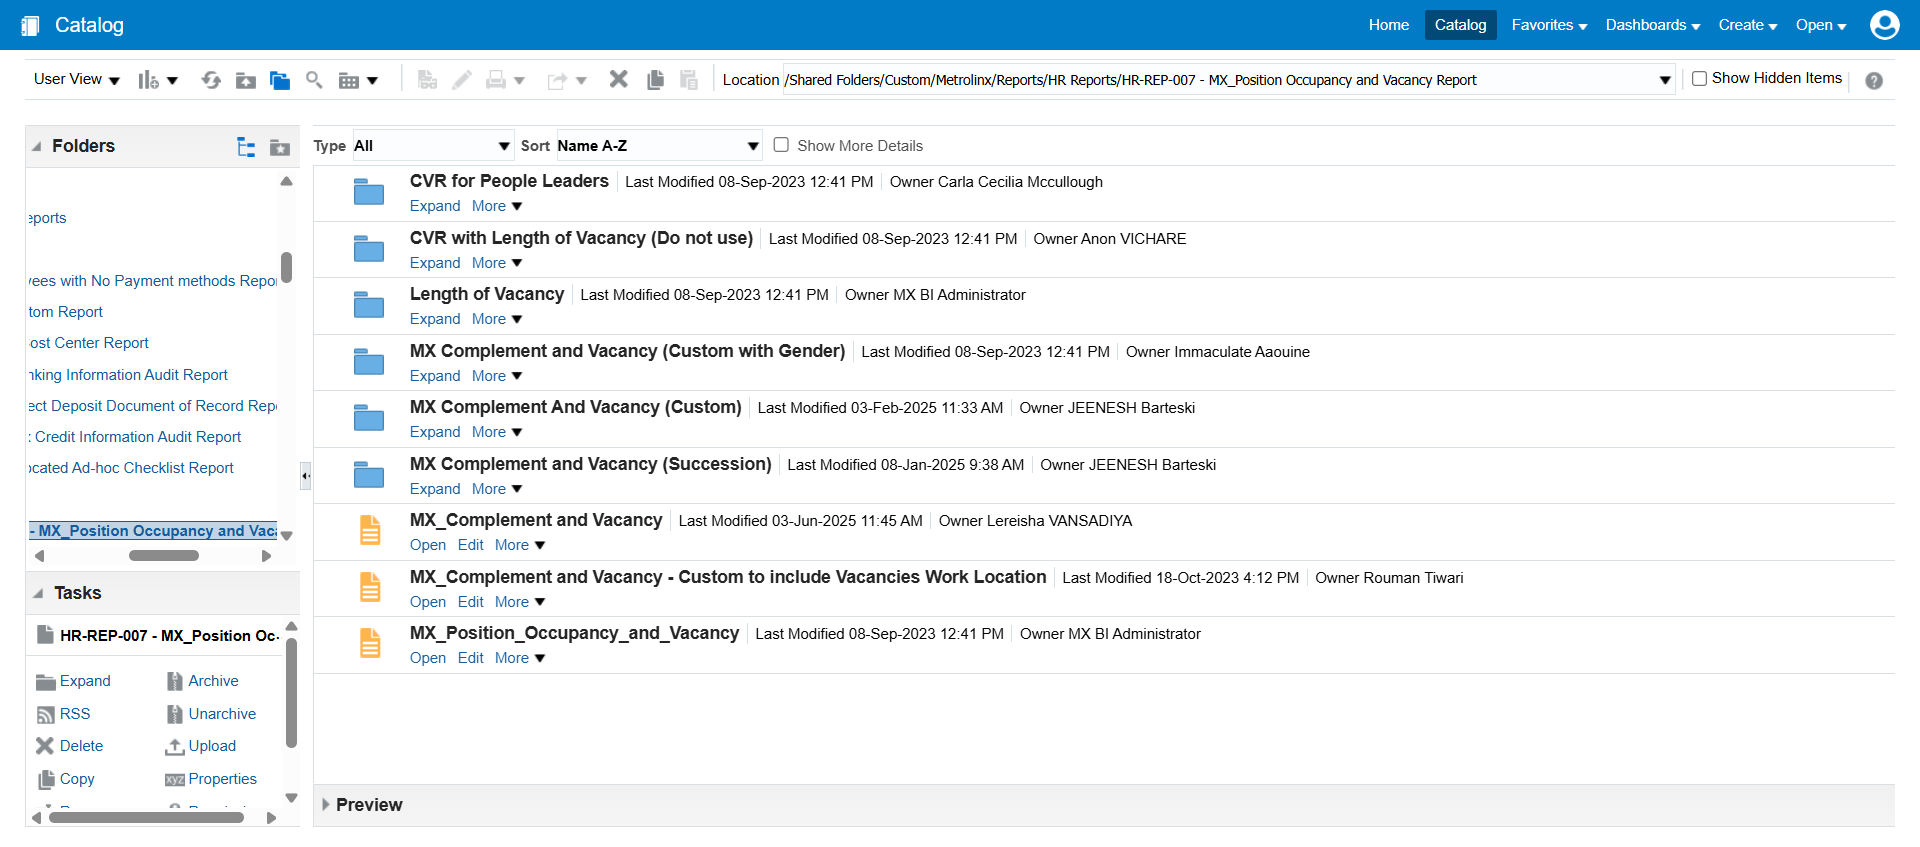 Catalog
Home Catalog Favorites Dashboards Create Open
User View
Location /Shared Folders/Custom/Metrolinx/Reports/HR Reports/HR-REP-007 - MX_Position Occupancy and Vacancy Report
Show Hidden Items
Folders
eports
yees with No Payment methods Repo
tom Report
ost Center Report
nking Information Audit Report
ect Deposit Document of Record Rep
Credit Information Audit Report
ocated Ad-hoc Checklist Report
- MX_Position Occupancy and Vaca
Tasks
HR-REP-007 - MX_Position Oc
Expand Archive
RSS Unarchive
Delete Upload
Copy Properties
Type All Sort Name A-Z Show More Details
CVR for People Leaders Last Modified 08-Sep-2023 12:41 PM Owner Carla Cecilia Mccullough
Expand More
CVR with Length of Vacancy (Do not use) Last Modified 08-Sep-2023 12:41 PM Owner Anon VICHARE
Expand More
Length of Vacancy Last Modified 08-Sep-2023 12:41 PM Owner MX BI Administrator
Expand More
MX Complement and Vacancy (Custom with Gender) Last Modified 08-Sep-2023 12:41 PM Owner Immaculate Aaouine
Expand More
MX Complement And Vacancy (Custom) Last Modified 03-Feb-2025 11:33 AM Owner JEENESH Barteski
Expand More
MX Complement and Vacancy (Succession) Last Modified 08-Jan-2025 9:38 AM Owner JEENESH Barteski
Expand More
MX_Complement and Vacancy Last Modified 03-Jun-2025 11:45 AM Owner Lereisha VANSADIYA
Open Edit More
MX_Complement and Vacancy - Custom to include Vacancies Work Location Last Modified 18-Oct-2023 4:12 PM Owner Rouman Tiwari
Open Edit More
MX_Position_Occupancy_and_Vacancy Last Modified 08-Sep-2023 12:41 PM Owner MX BI Administrator
Open Edit More
Preview